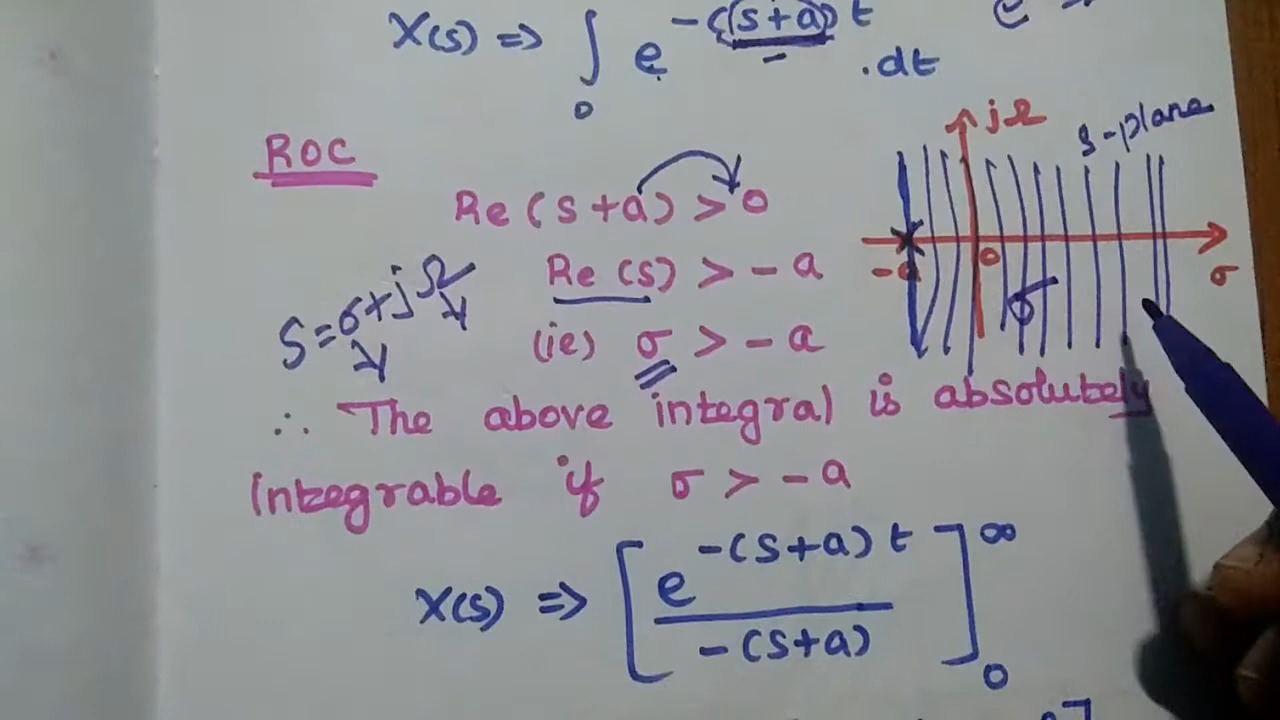 X(s) => ∫ e^-(s+a)t .dt
0
ROC
jΩ
s-plane
Re(s+a) > 0
-a 0 σ
Re(s) > -a
S=σ+jΩ
(ie) σ > -a
σ
∴ The above integral is absolutely
integrable if σ > -a
X(s) => [e^-(s+a)t / -(s+a)]₀^∞